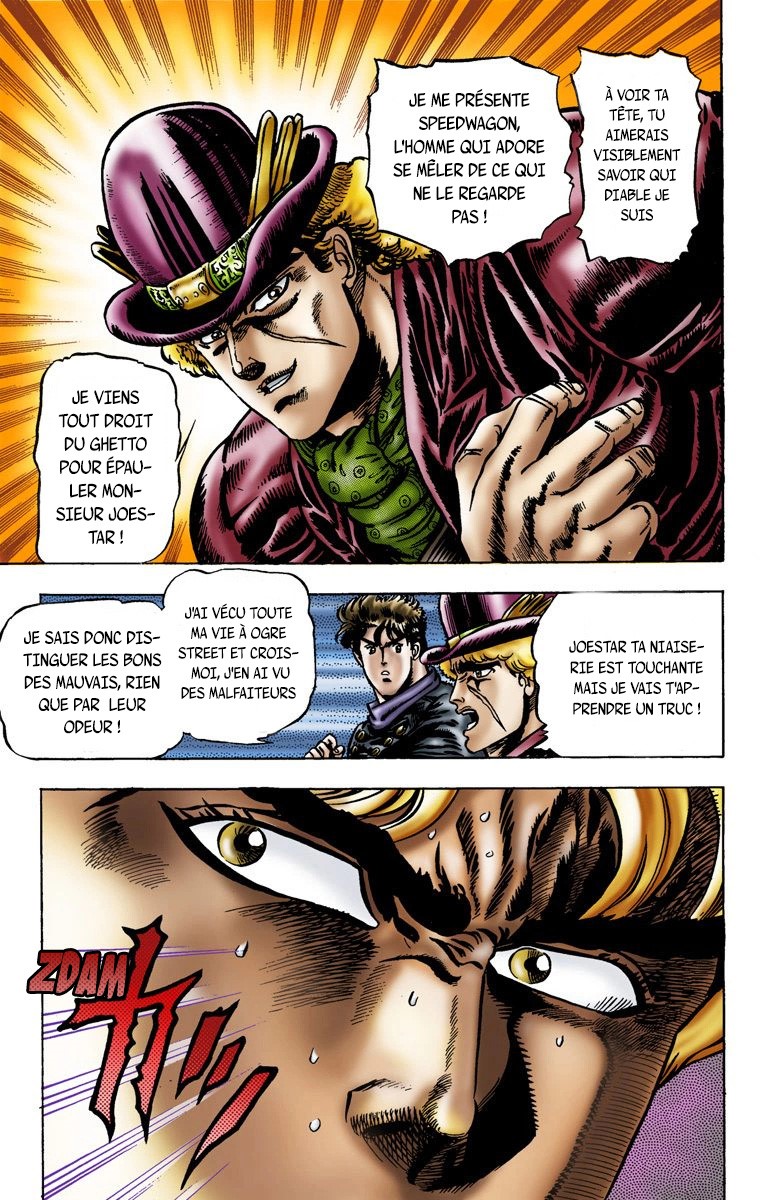 À VOIR TA
TÊTE, TU
AIMERAIS
VISIBLEMENT
SAVOIR QUI
DIABLE JE
SUIS
JE ME PRÉSENTE
SPEEDWAGON,
L'HOMME QUI ADORE
SE MÊLER DE CE QUI
NE LE REGARDE
PAS !
JE VIENS
TOUT DROIT
DU GHETTO
POUR ÉPAU-
LER MON-
SIEUR JOES-
TAR !
JOESTAR TA NIAISE-
RIE EST TOUCHANTE
MAIS JE VAIS T'AP-
PRENDRE UN TRUC !
J'AI VÉCU TOUTE
MA VIE À OGRE
STREET ET CROIS-
MOI, J'EN AI VU
DES MALFAITEURS
JE SAIS DONC DIS-
TINGUER LES BONS
DES MAUVAIS, RIEN
QUE PAR LEUR
ODEUR !
ZDAM
ガッ